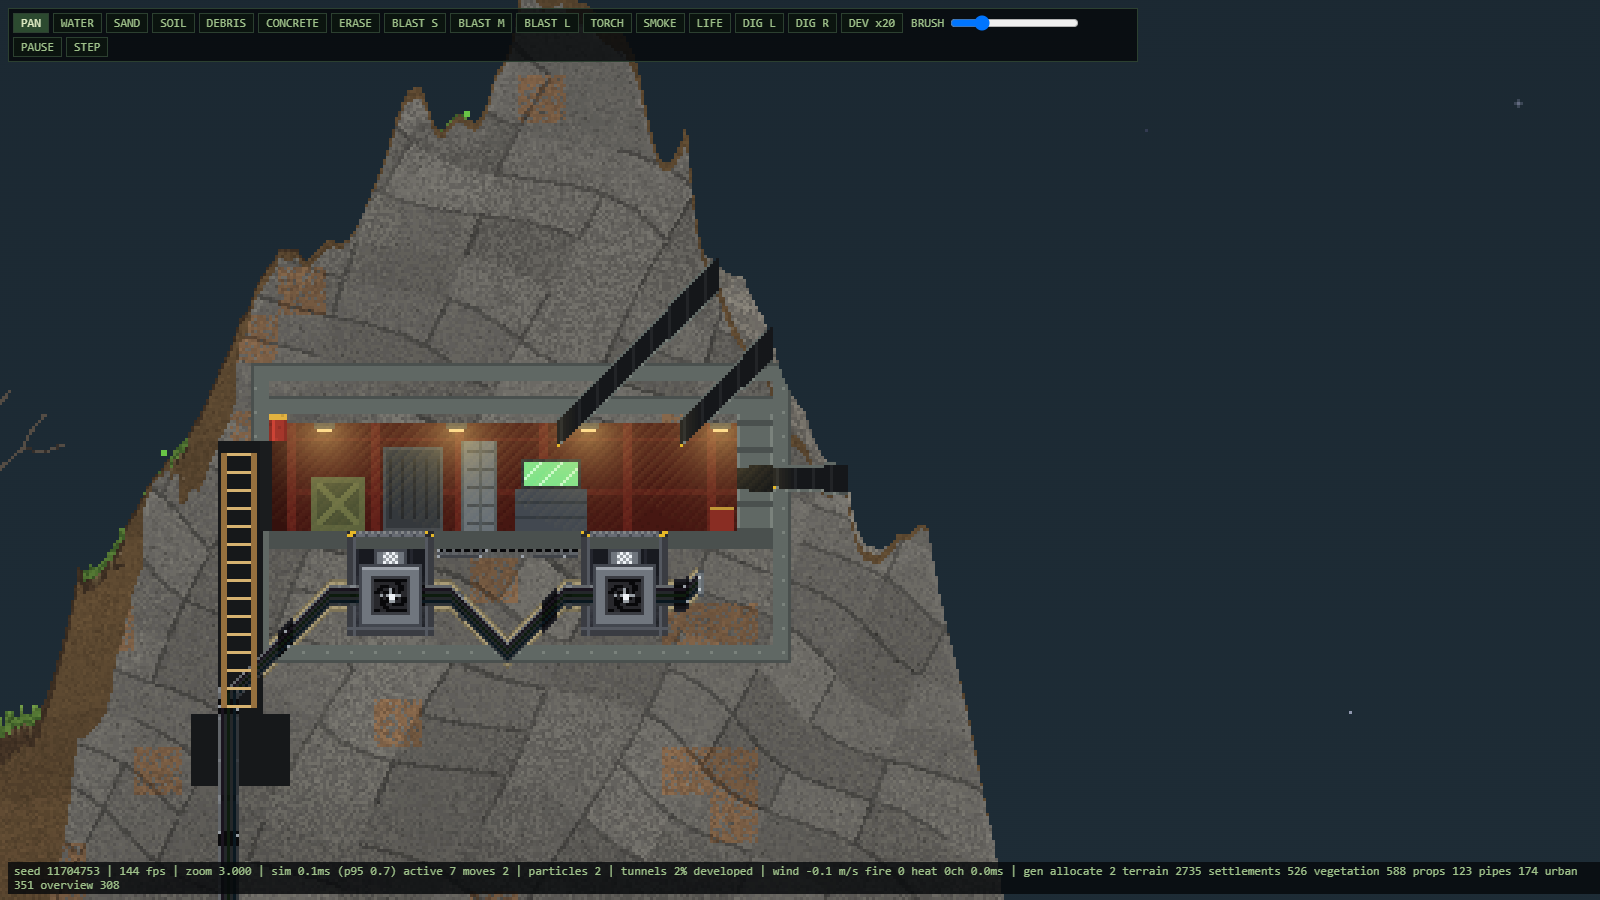 PAN WATER SAND SOIL DEBRIS CONCRETE ERASE BLAST S BLAST M BLAST L TORCH SMOKE LIFE DIG L DIG R DEV x20 BRUSH
PAUSE STEP
seed 11704753 | 144 fps | zoom 3.000 | sim 0.1ms (p95 0.7) active 7 moves 2 | particles 2 | tunnels 2% developed | wind -0.1 m/s fire 0 heat 0ch 0.0ms | gen allocate 2 terrain 2735 settlements 526 vegetation 588 props 123 pipes 174 urban
351 overview 308